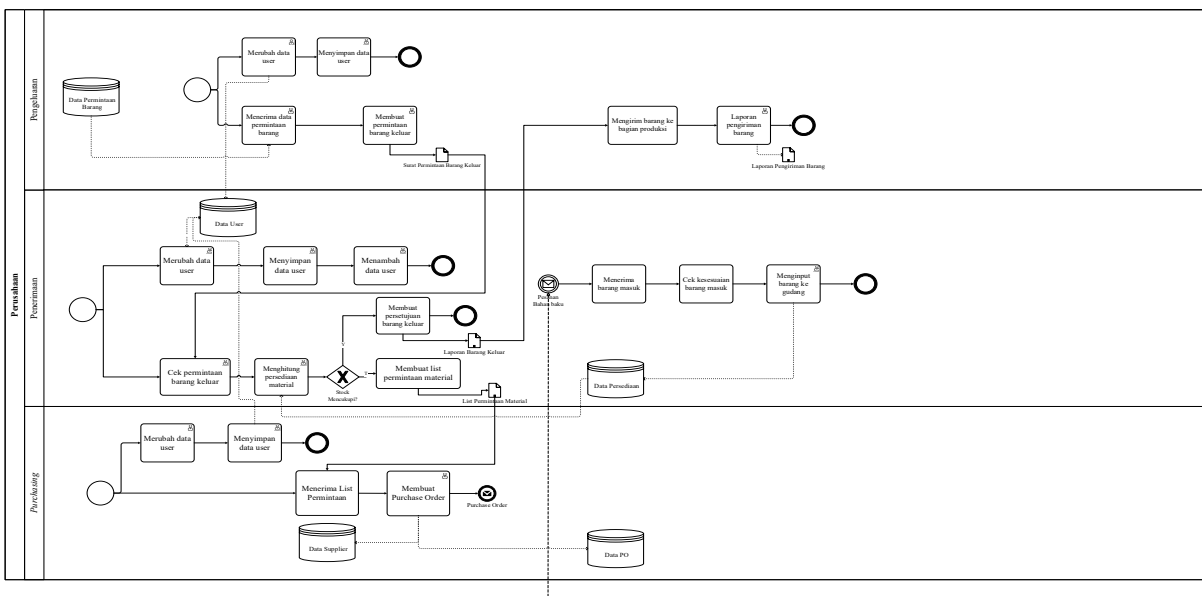 Perusahaan
Pengeluaran
Merubah data
user
Menyimpan data
user
Data Permintaan
Barang
Menerima data
permintaan
barang
Membuat
permintaan
barang keluar
Surat Permintaan Barang Keluar
Mengirim barang ke
bagian produksi
Laporan
pengiriman
barang
Laporan Pengiriman Barang
Penerimaan
Data User
Merubah data
user
Menyimpan
data user
Menambah
data user
Membuat
persetujuan
barang keluar
Laporan Barang Keluar
Cek permintaan
barang keluar
Menghitung
persediaan
material
Stock
Mencukupi?
Membuat list
permintaan material
List Permintaan Material
Pesanan
Bahan baku
Menerima
barang masuk
Cek kesesuaian
barang masuk
Menginput
barang ke
gudang
Data Persediaan
Purchasing
Merubah data
user
Menyimpan
data user
Menerima List
Permintaan
Membuat
Purchase Order
Purchase Order
Data Supplier
Data PO